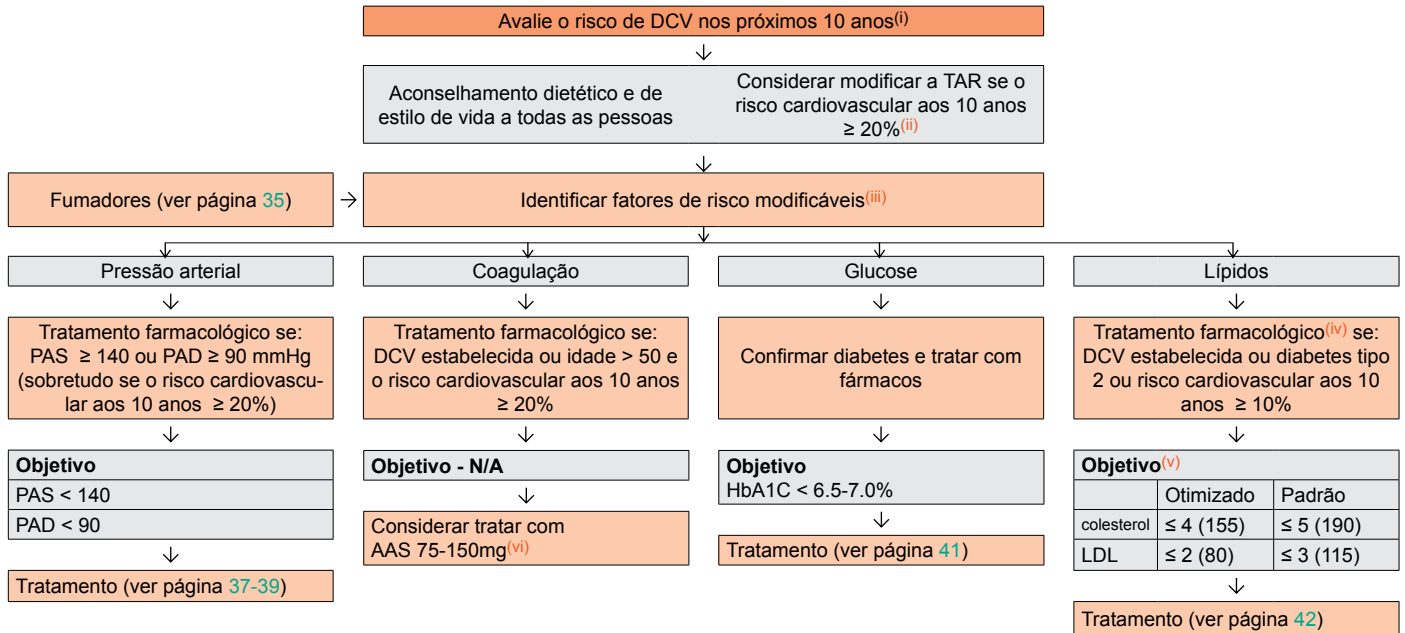 Avalie o risco de DCV nos próximos 10 anos(i)
Aconselhamento dietético e de
estilo de vida a todas as pessoas
Considerar modificar a TAR se o
risco cardiovascular aos 10 anos
≥ 20%(ii)
Fumadores (ver página 35)
Identificar fatores de risco modificáveis(iii)
Pressão arterial
Tratamento farmacológico se:
PAS ≥ 140 ou PAD ≥ 90 mmHg
(sobretudo se o risco cardiovascu-
lar aos 10 anos ≥ 20%)
Objetivo
PAS < 140
PAD < 90
Tratamento (ver página 37-39)
Coagulação
Tratamento farmacológico se:
DCV estabelecida ou idade > 50 e
o risco cardiovascular aos 10 anos
≥ 20%
Objetivo - N/A
Considerar tratar com
AAS 75-150mg(vi)
Glucose
Confirmar diabetes e tratar com
fármacos
Objetivo
HbA1C < 6.5-7.0%
Tratamento (ver página 41)
Lípidos
Tratamento farmacológico(iv) se:
DCV estabelecida ou diabetes tipo
2 ou risco cardiovascular aos 10
anos ≥ 10%
Objetivo(v)
Otimizado Padrão
colesterol ≤ 4 (155) ≤ 5 (190)
LDL ≤ 2 (80) ≤ 3 (115)
Tratamento (ver página 42)